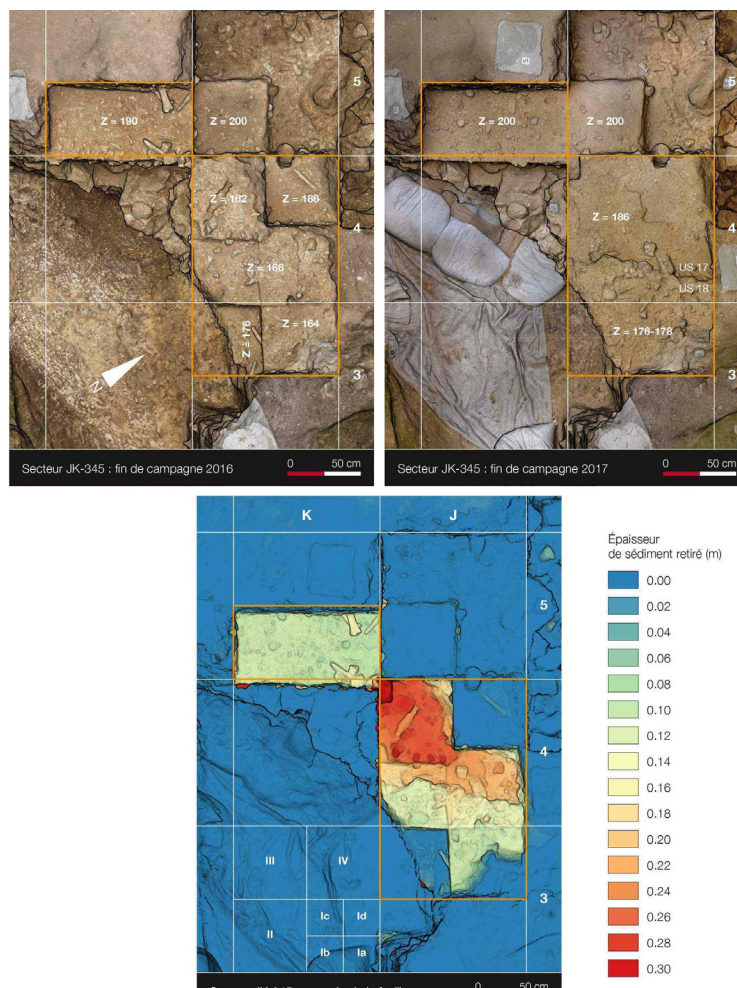 5
Z = 190
Z = 200
Z = 186
4
Z = 166
Z = 176
Z = 164
N
3
Secteur JK-345 : fin de campagne 2016
0 50 cm
5
Z = 200
Z = 200
4
Z = 186
US 17
US 18
Z = 176-178
3
Secteur JK-345 : fin de campagne 2017
0 50 cm
K J
5
4
III IV
Ic Id
II
Ib Ia
3
0 50 cm
Épaisseur
de sédiment retiré (m)
0.00
0.02
0.04
0.06
0.08
0.10
0.12
0.14
0.16
0.18
0.20
0.22
0.24
0.26
0.28
0.30